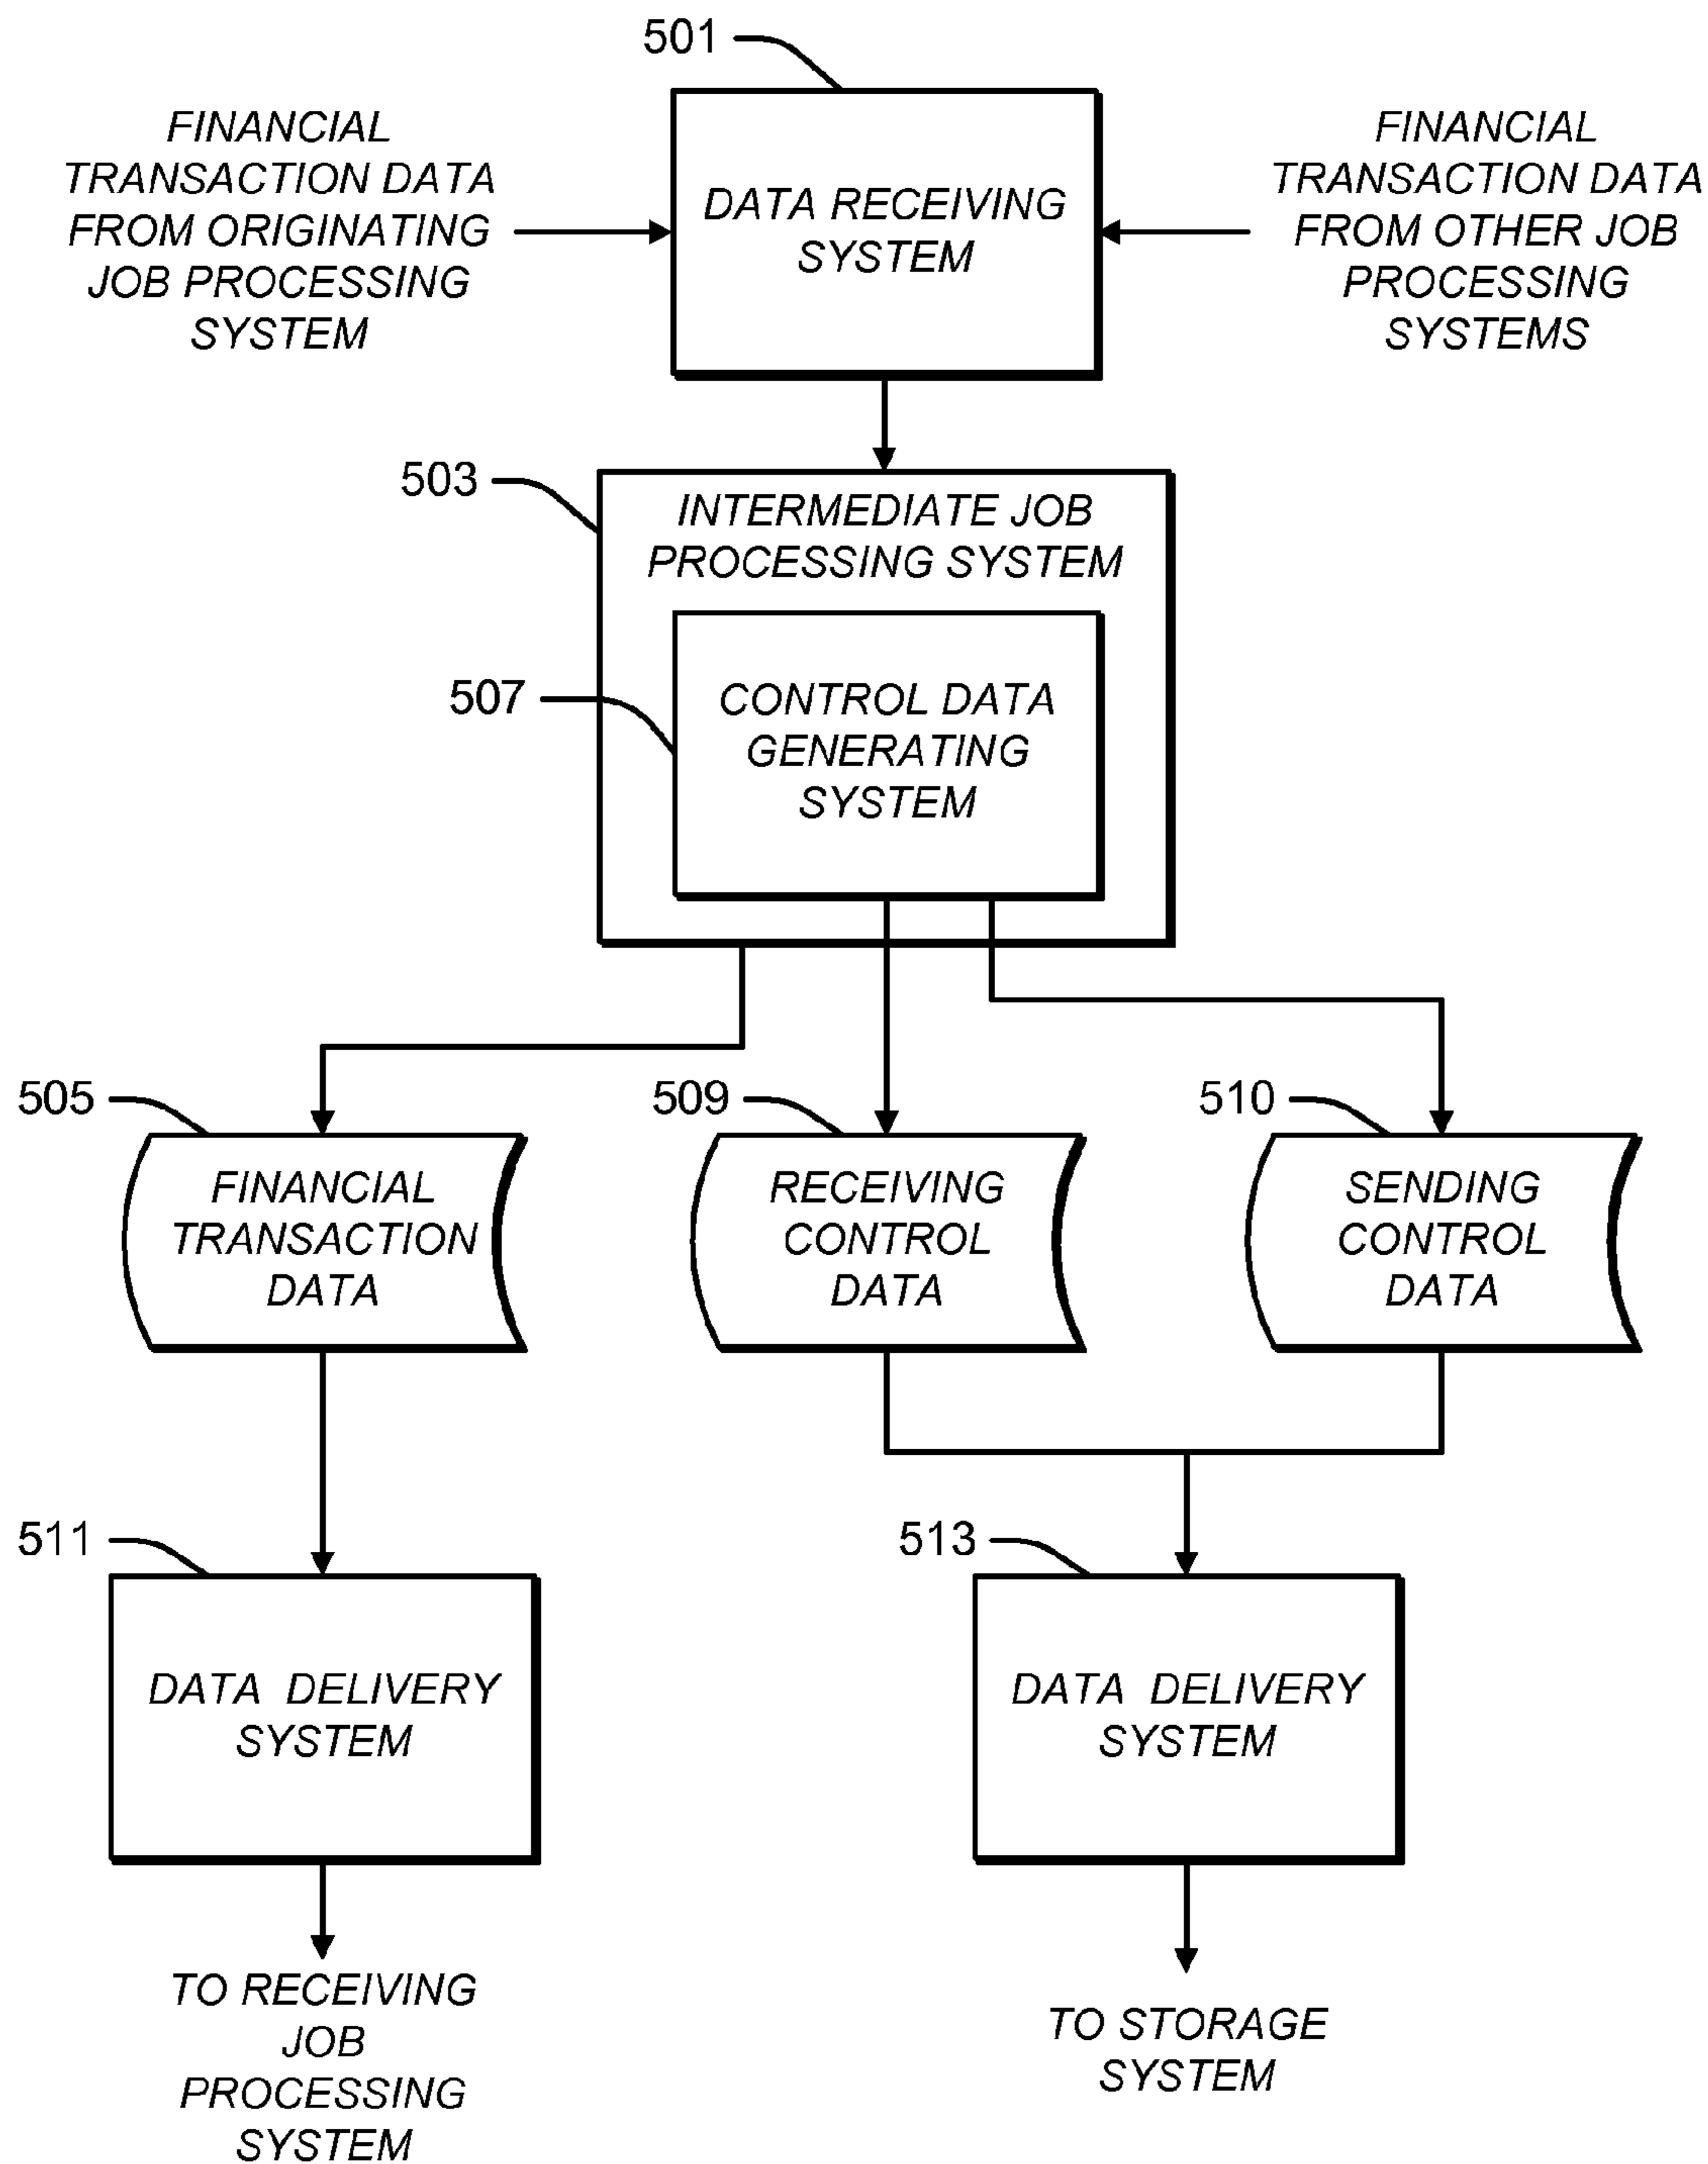 501
FINANCIAL
TRANSACTION DATA
FROM ORIGINATING
JOB PROCESSING
SYSTEM
DATA RECEIVING
SYSTEM
FINANCIAL
TRANSACTION DATA
FROM OTHER JOB
PROCESSING
SYSTEMS
503
INTERMEDIATE JOB
PROCESSING SYSTEM
507
CONTROL DATA
GENERATING
SYSTEM
505
FINANCIAL
TRANSACTION
DATA
509
RECEIVING
CONTROL
DATA
510
SENDING
CONTROL
DATA
511
DATA DELIVERY
SYSTEM
513
DATA DELIVERY
SYSTEM
TO RECEIVING
JOB
PROCESSING
SYSTEM
TO STORAGE
SYSTEM